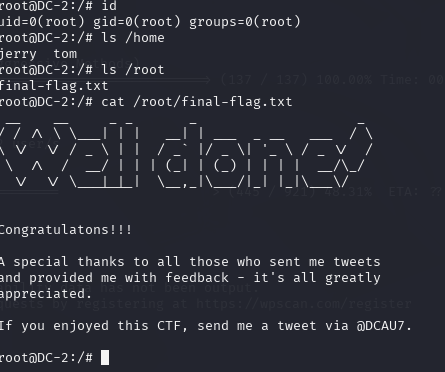 root@DC-2:/# id
uid=0(root) gid=0(root) groups=0(root)
root@DC-2:/# ls /home
jerry  tom
root@DC-2:/# ls /root
final-flag.txt
root@DC-2:/# cat /root/final-flag.txt
Well done!
Congratulatons!!!
A special thanks to all those who sent me tweets
and provided me with feedback - it's all greatly
appreciated.
If you enjoyed this CTF, send me a tweet via @DCAU7.
root@DC-2:/#